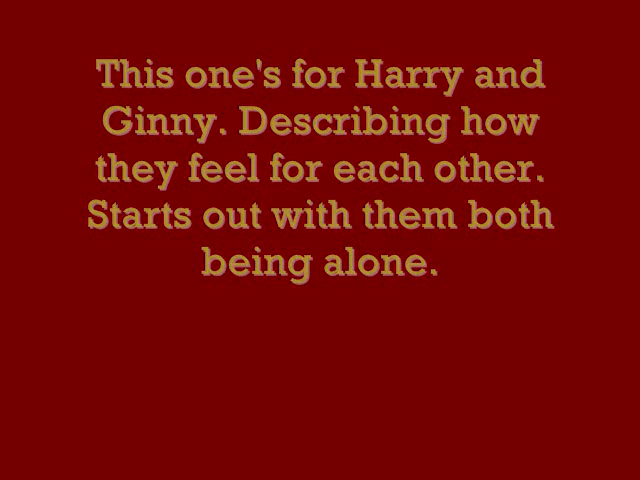 This one's for Harry and
Ginny. Describing how
they feel for each other.
Starts out with them both
being alone.